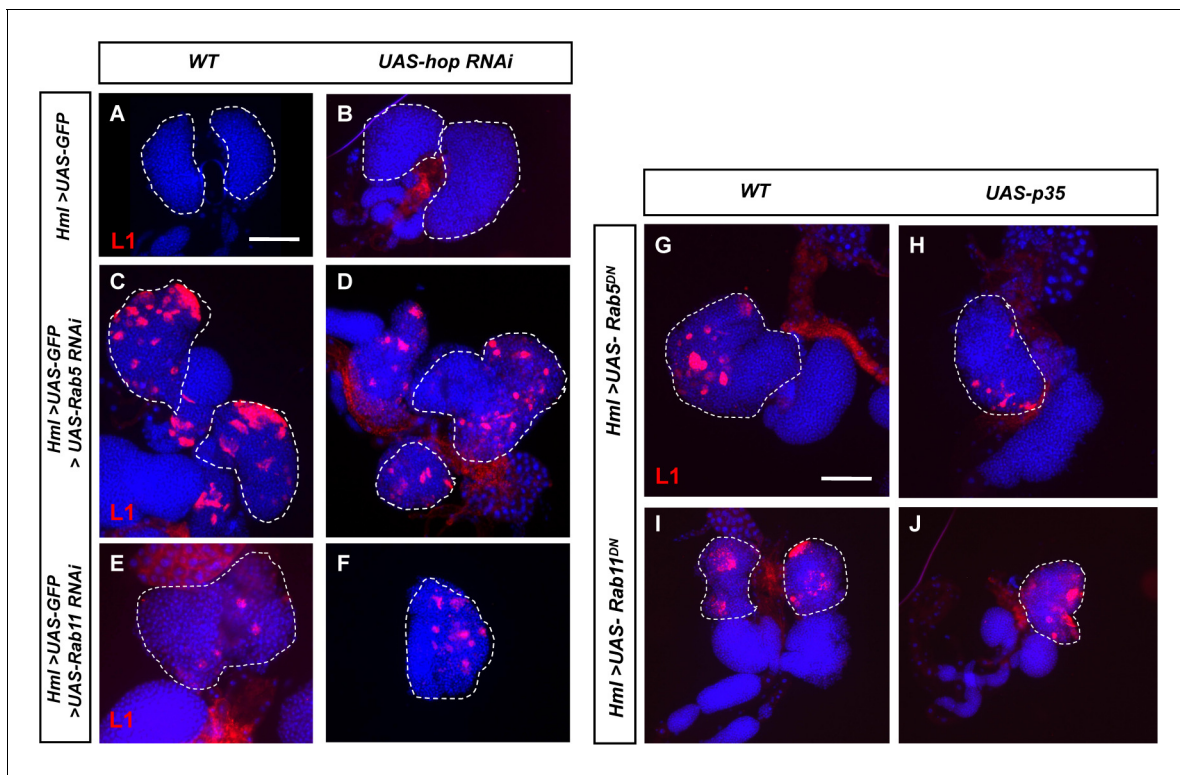 WT
UAS-hop RNAi
Hml >UAS-GFP
A
B
L1
Hml >UAS-GFP
> UAS-Rab5 RNAi
C
D
L1
Hml >UAS-GFP
>UAS-Rab11 RNAi
E
F
L1
WT
UAS-p35
Hml >UAS- Rab5DN
G
H
L1
Hml >UAS- Rab11DN
I
J